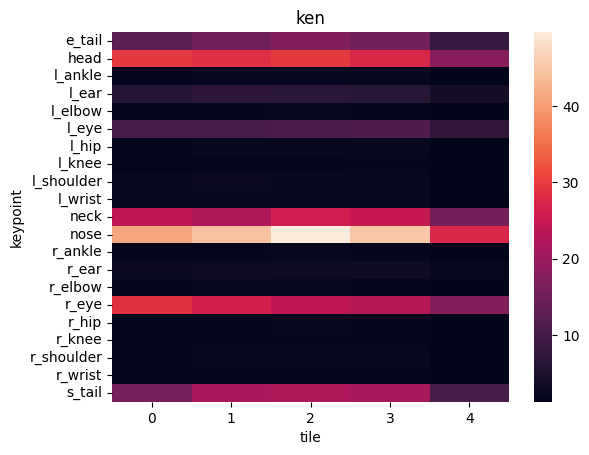 ken
keypoint
e_tail
head
l_ankle
l_ear
l_elbow
l_eye
l_hip
l_knee
l_shoulder
l_wrist
neck
nose
r_ankle
r_ear
r_elbow
r_eye
r_hip
r_knee
r_shoulder
r_wrist
s_tail
0 1 2 3 4
tile
40
30
20
10